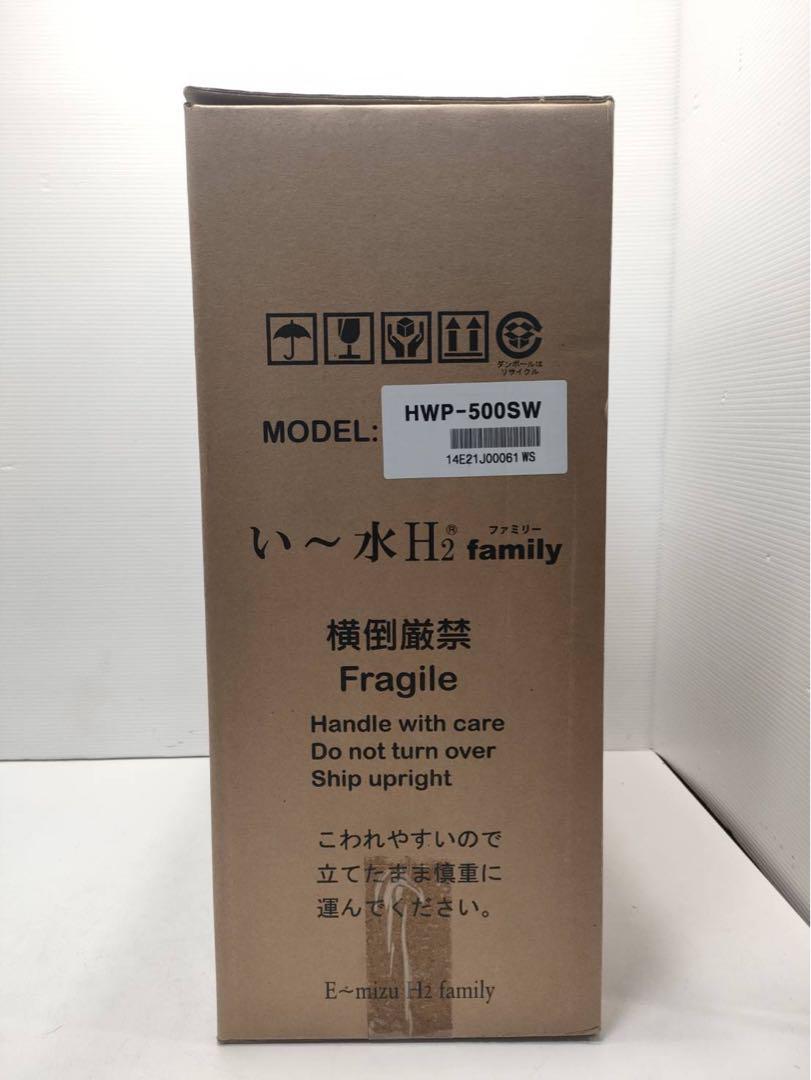 ダンボールは
リサイクル
MODEL:
HWP-500SW
14E21J00061 WS
ファミリー
い〜水H2® family
横倒厳禁
Fragile
Handle with care
Do not turn over
Ship upright
こわれやすいので
立てたまま慎重に
運んでください。
E〜mizu H2 family